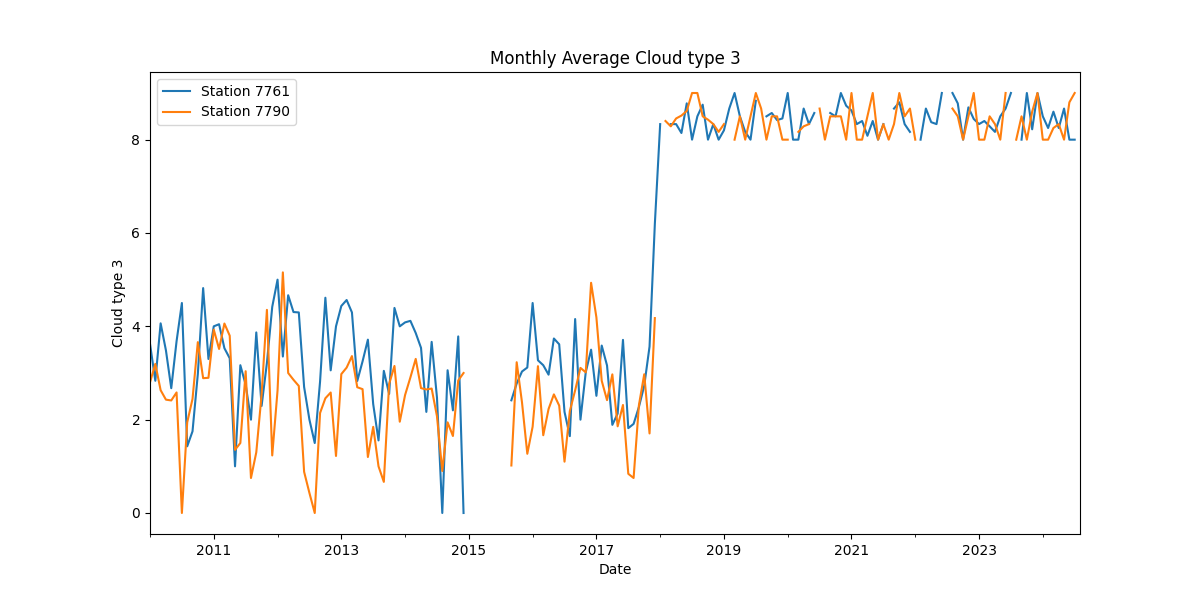 Monthly Average Cloud type 3
Station 7761
Station 7790
Cloud type 3
8
6
4
2
0
2011 2013 2015 2017 2019 2021 2023
Date